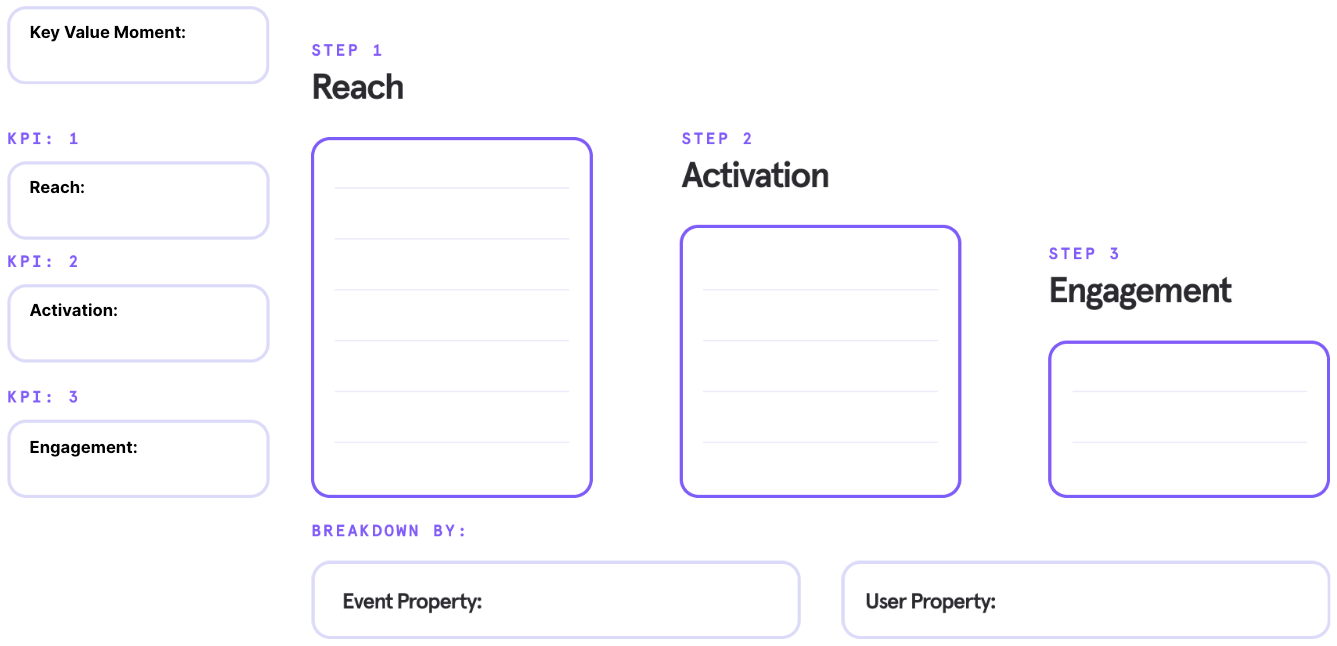 Key Value Moment:
KPI: 1
Reach:
KPI: 2
Activation:
KPI: 3
Engagement:
STEP 1
Reach
STEP 2
Activation
STEP 3
Engagement
BREAKDOWN BY:
Event Property:
User Property: